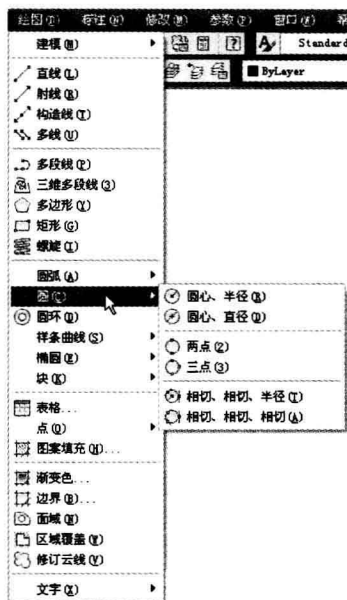 绘图(D) 标注(N) 修改(M) 参数(P) 窗口(W)
Standard
ByLayer
建模(M)
直线(L)
射线(R)
构造线(T)
多线(U)
多段线(P)
三维多段线(3)
多边形(Y)
矩形(G)
螺旋(I)
圆弧(A)
圆(C)
圆心、半径(R)
圆心、直径(D)
两点(2)
三点(3)
相切、相切、半径(T)
相切、相切、相切(A)
圆环(D)
样条曲线(S)
椭圆(E)
块(K)
表格...
点(O)
图案填充(H)...
渐变色...
边界(B)...
面域(N)
区域覆盖(W)
修订云线(V)
文字(X)